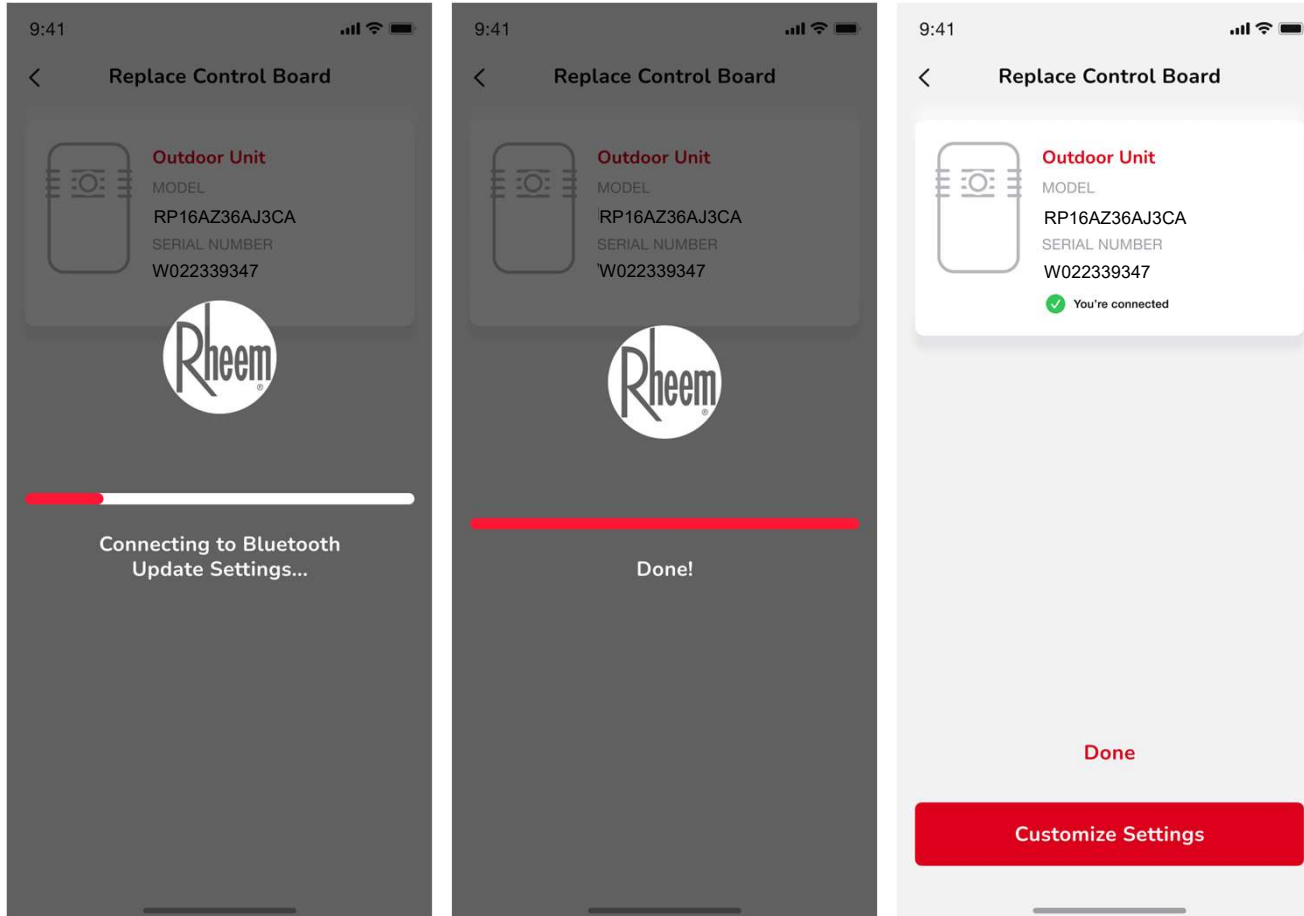 9:41
Replace Control Board
Outdoor Unit
MODEL
RP16AZ36AJ3CA
SERIAL NUMBER
W022339347
Rheem®
Connecting to Bluetooth
Update Settings...
9:41
Replace Control Board
Outdoor Unit
MODEL
RP16AZ36AJ3CA
SERIAL NUMBER
W022339347
Rheem®
Done!
9:41
Replace Control Board
Outdoor Unit
MODEL
RP16AZ36AJ3CA
SERIAL NUMBER
W022339347
You're connected
Done
Customize Settings